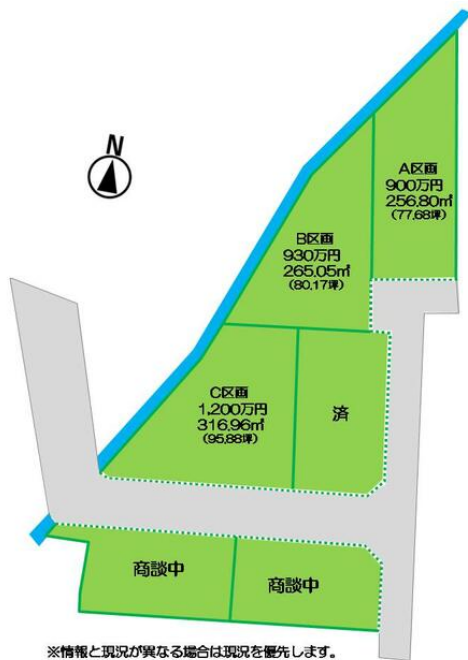 N
A区画
900万円
256.80㎡
(77.68坪)
B区画
930万円
265.05㎡
(80.17坪)
C区画
1,200万円
316.96㎡
(95.88坪)
済
商談中
商談中
※情報と現況が異なる場合は現況を優先します。